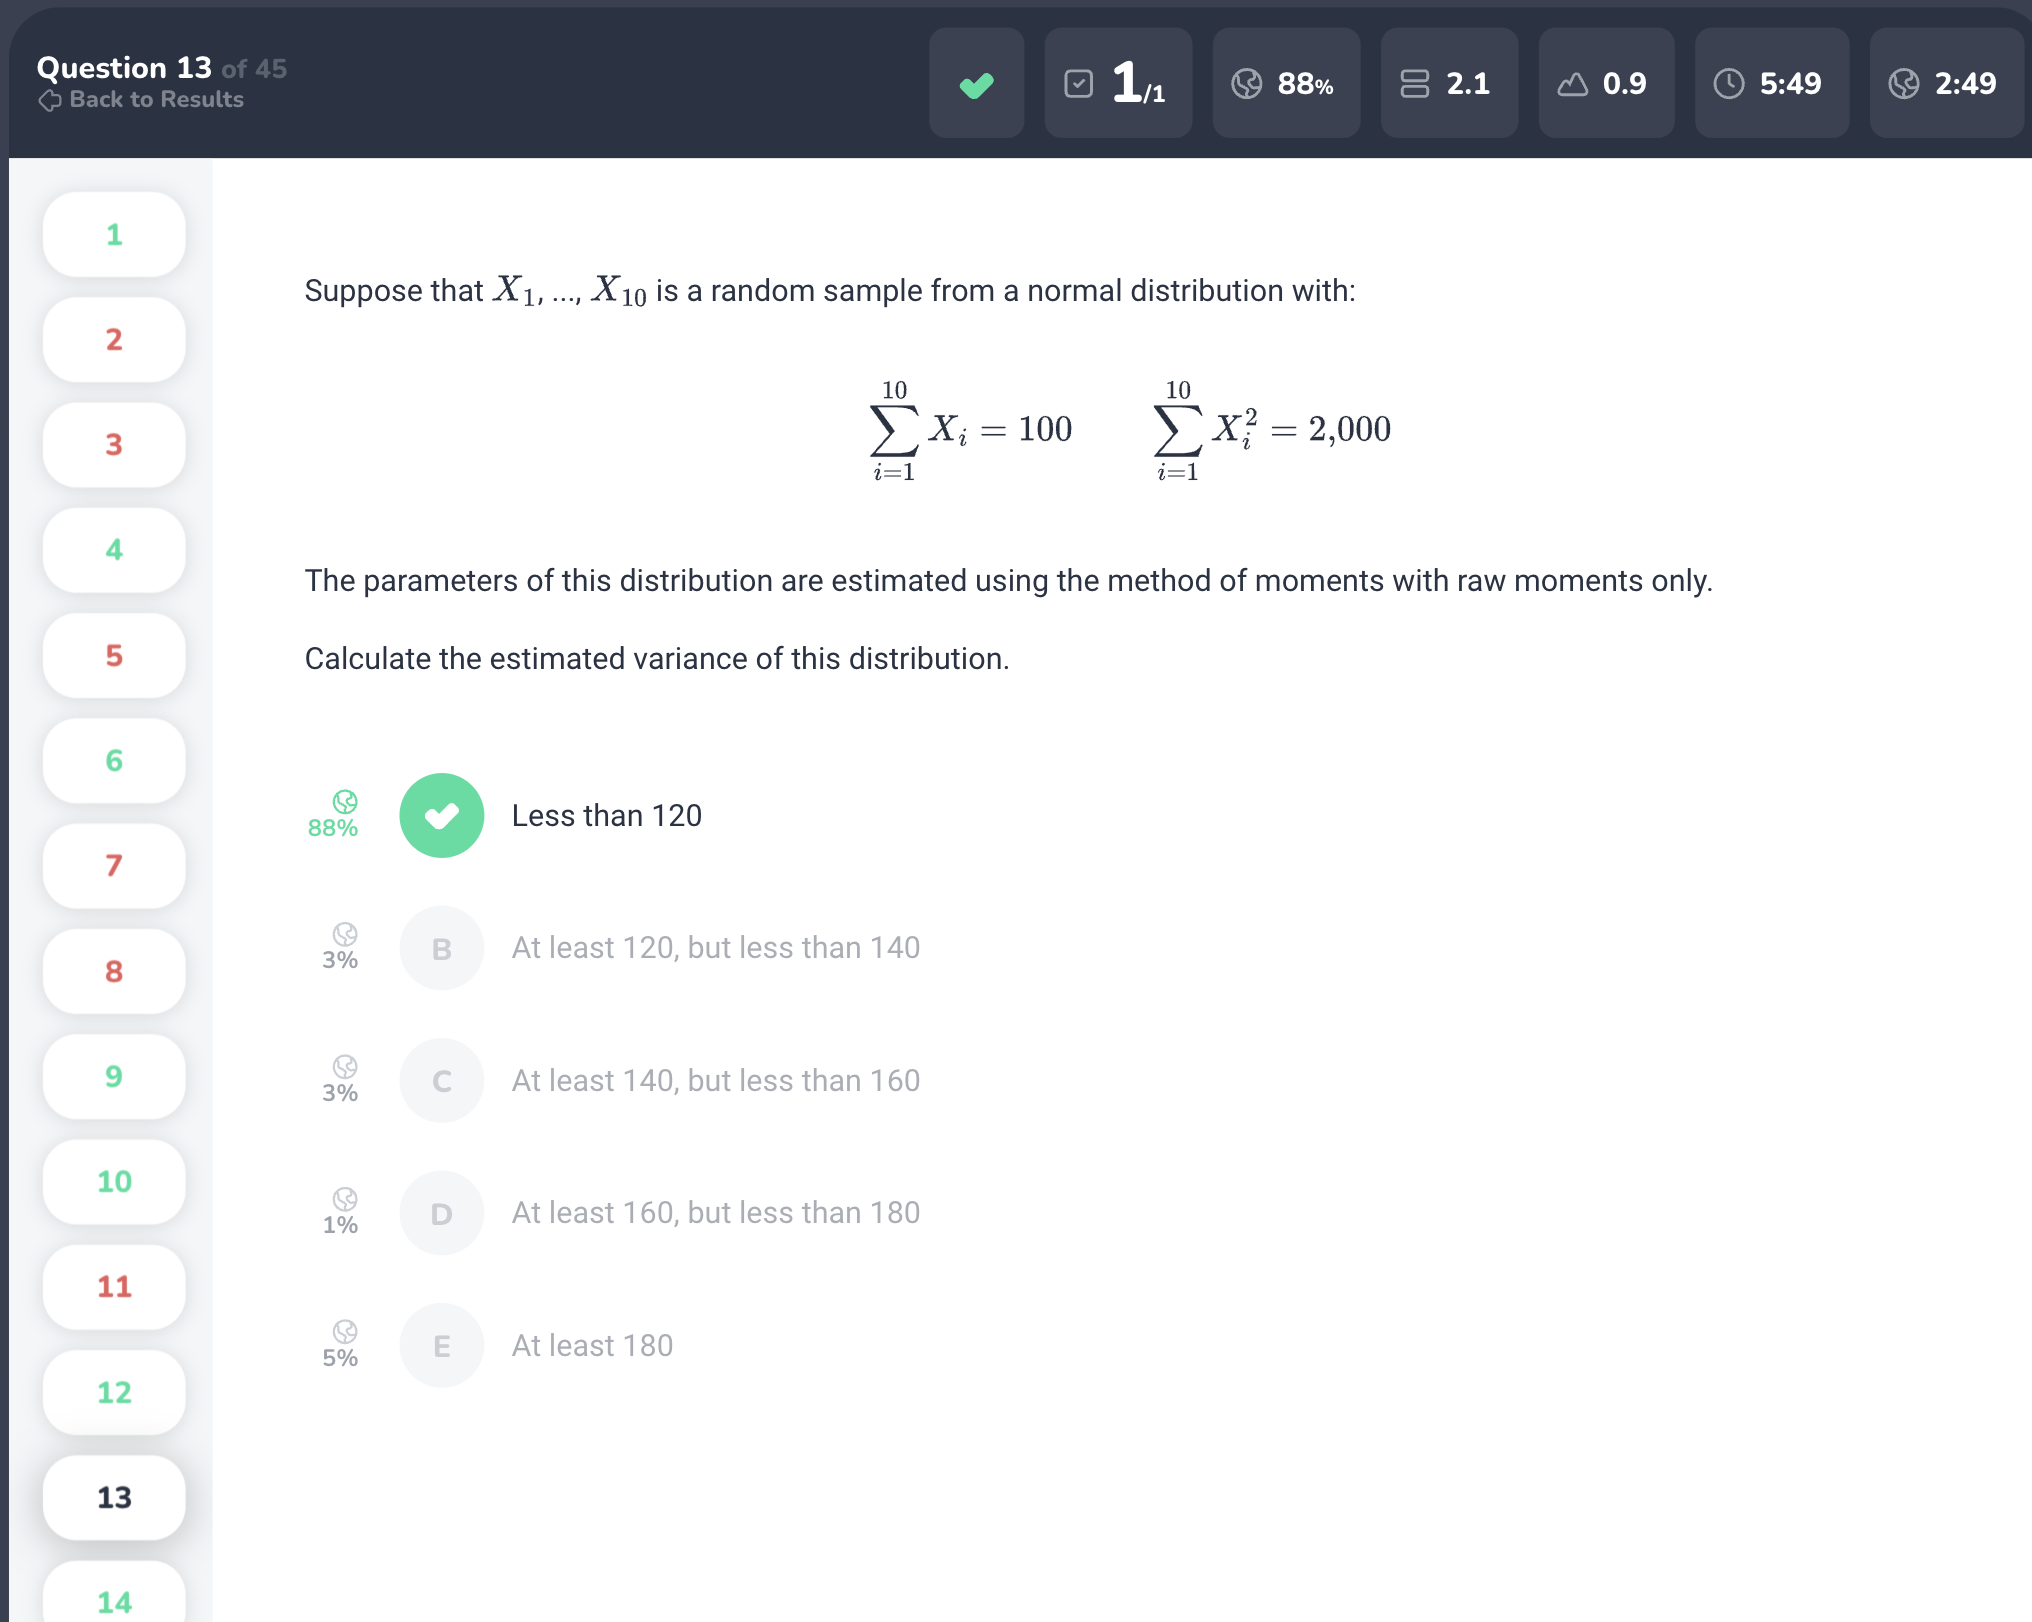 Question 13 of 45
Back to Results
1/1
88%
2.1
0.9
5:49
2:49
1
2
3
4
5
6
7
8
9
10
11
12
13
14
Suppose that X₁, ..., X₁₀ is a random sample from a normal distribution with:
∑_{i=1}^{10} X_i = 100    ∑_{i=1}^{10} X_i^2 = 2,000
The parameters of this distribution are estimated using the method of moments with raw moments only.
Calculate the estimated variance of this distribution.
88% Less than 120
3% B At least 120, but less than 140
3% C At least 140, but less than 160
1% D At least 160, but less than 180
5% E At least 180